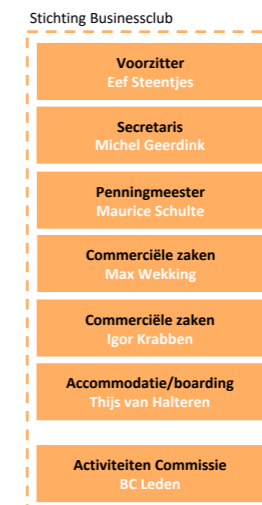 Stichting Businessclub
Voorzitter
Eef Steentjes
Secretaris
Michel Geerdink
Penningmeester
Maurice Schulte
Commerciële zaken
Max Wekking
Commerciële zaken
Igor Krabben
Accommodatie/boarding
Thijs van Halteren
Activiteiten Commissie
BC Leden